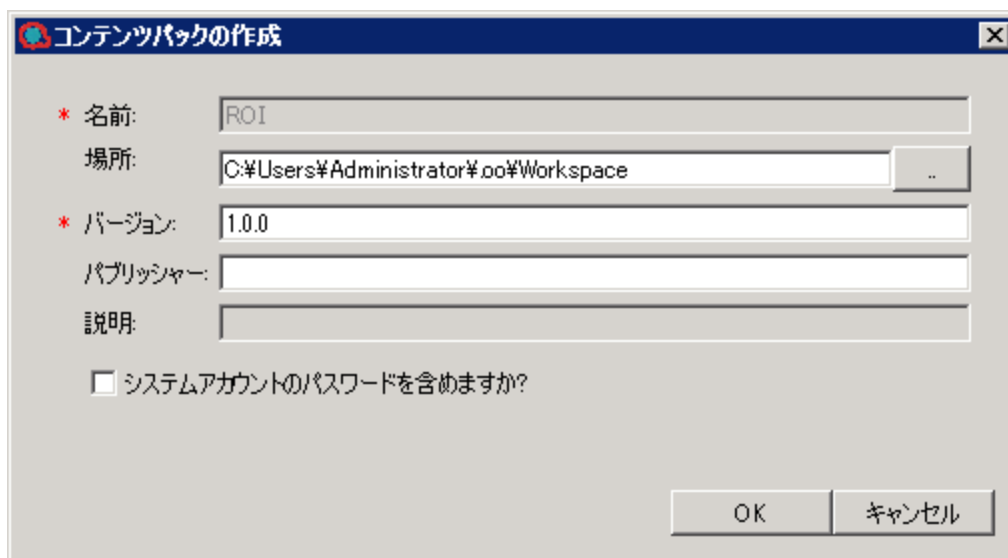 コンテンツパックの作成
* 名前: ROI
場所: C:¥Users¥Administrator¥.oo¥Workspace ..
* バージョン: 1.0.0
パブリッシャー:
説明:
システムアカウントのパスワードを含めますか?
OK キャンセル